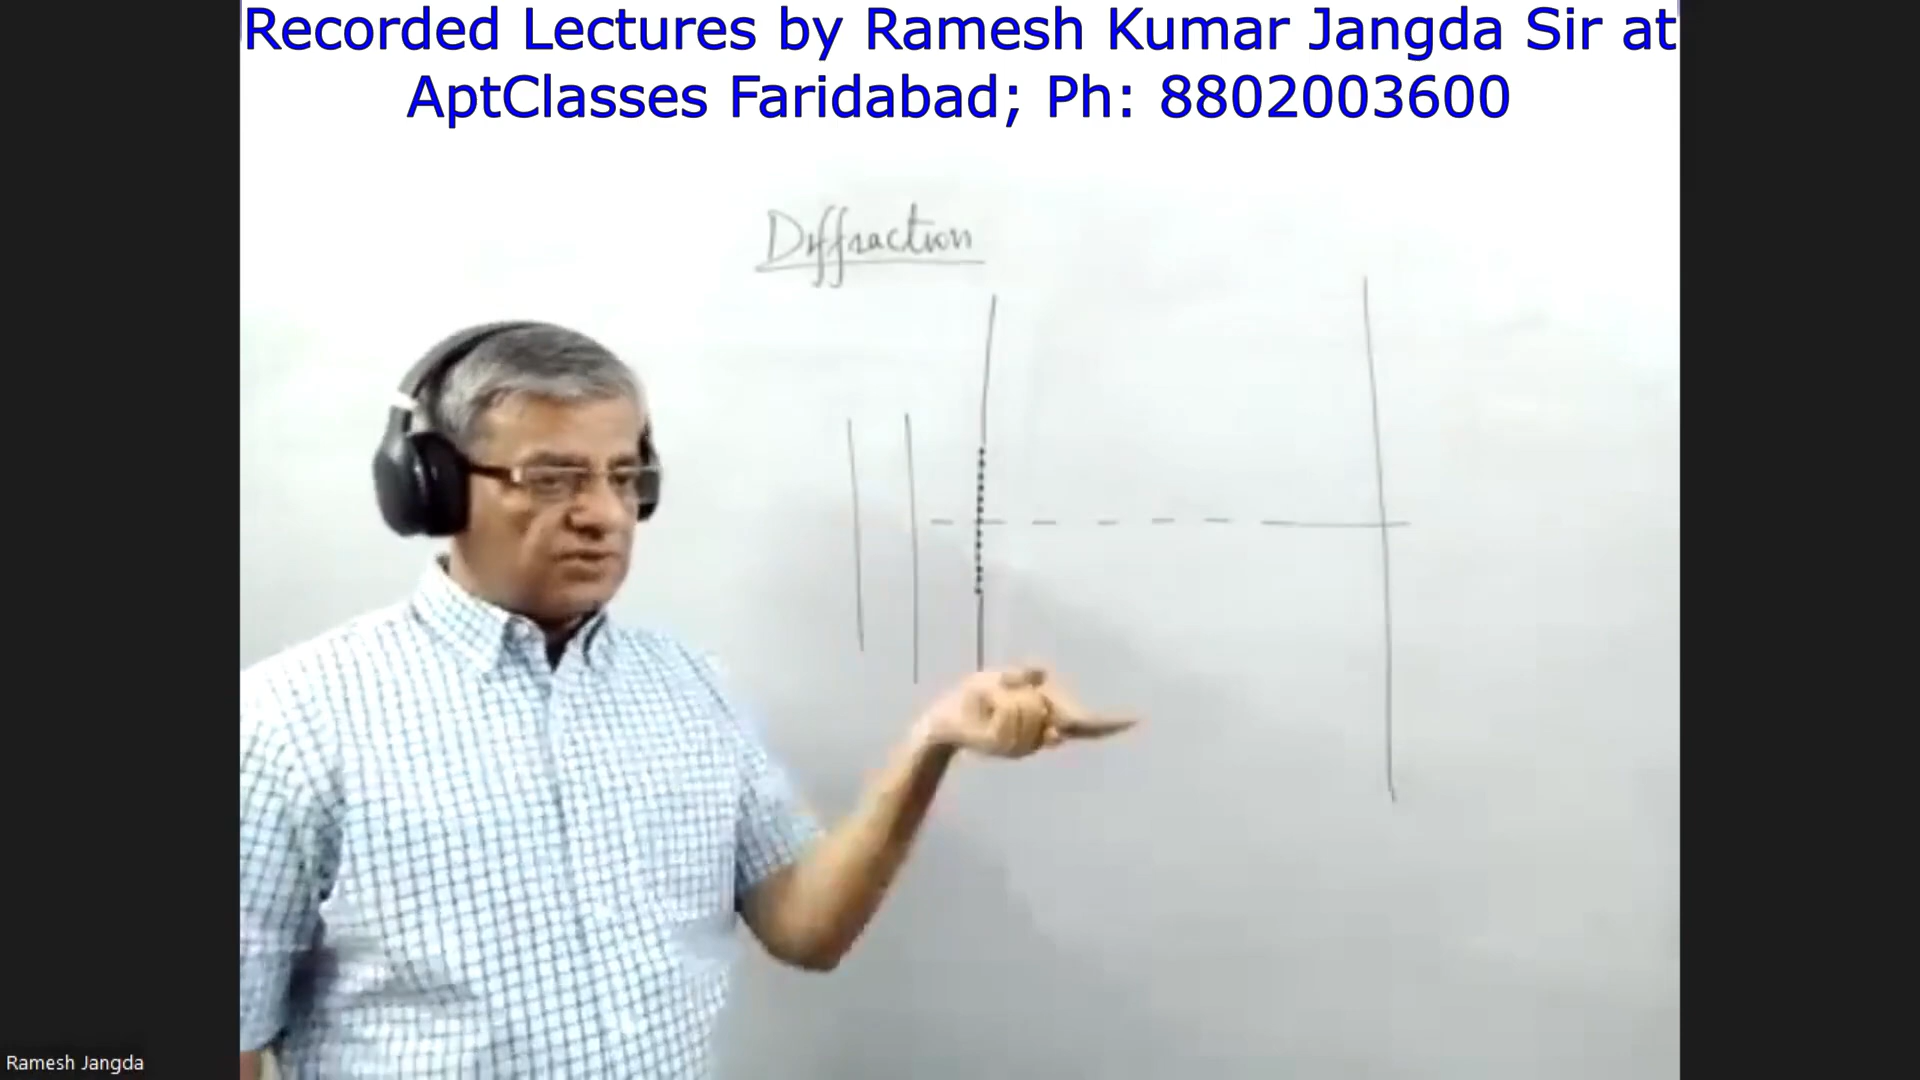 Recorded Lectures by Ramesh Kumar Jangda Sir at
AptClasses Faridabad; Ph: 8802003600
Diffraction
Ramesh Jangda